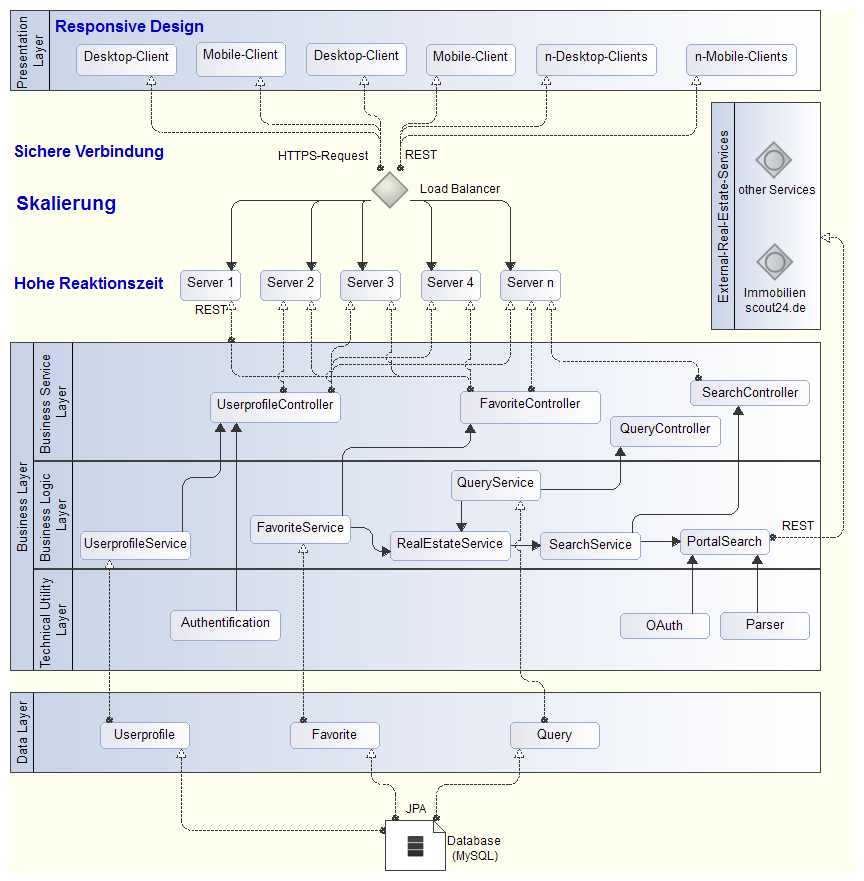 Presentation
Layer
Responsive Design
Desktop-Client
Mobile-Client
Desktop-Client
Mobile-Client
n-Desktop-Clients
n-Mobile-Clients
Sichere Verbindung
HTTPS-Request
REST
Skalierung
Load Balancer
External-Real-Estate-Services
other Services
Immobilien
scout24.de
Hohe Reaktionszeit
Server 1
Server 2
Server 3
Server 4
Server n
REST
Business Layer
Business Service
Layer
UserprofileController
FavoriteController
SearchController
QueryController
Business Logic
Layer
QueryService
FavoriteService
UserprofileService
RealEstateService
SearchService
PortalSearch
REST
Technical Utility
Layer
Authentification
OAuth
Parser
Data Layer
Userprofile
Favorite
Query
JPA
Database
(MySQL)